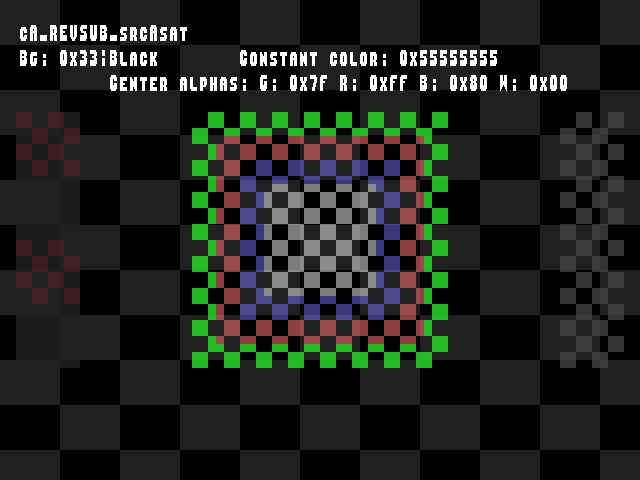 cA_REVSUB_srcAsat
Bg: 0x33¦Black Constant color: 0x55555555
Center alphas: G: 0x7f R: 0xff B: 0x80 W: 0x00